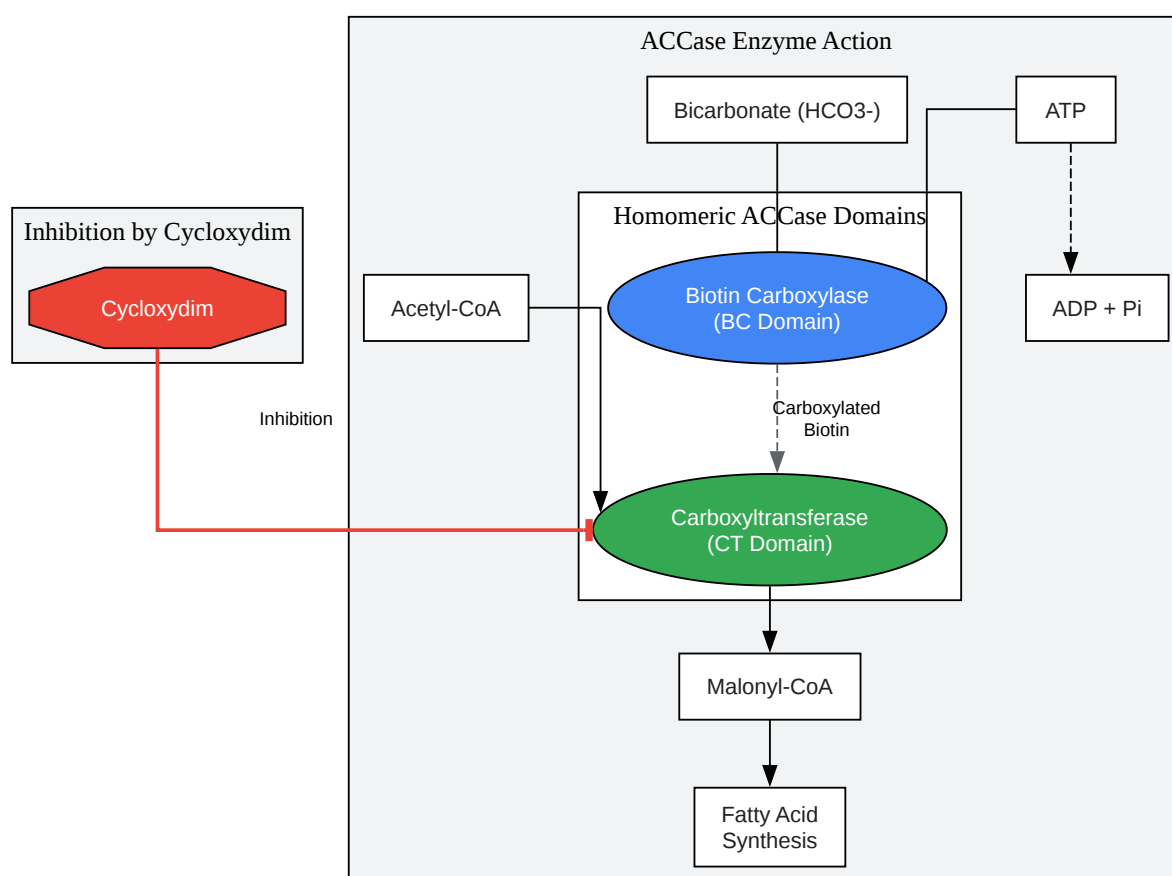 ACCase Enzyme Action
Bicarbonate (HCO3-)
ATP
Inhibition by Cycloxydim
Homomeric ACCase Domains
Cycloxydim
Acetyl-CoA
Biotin Carboxylase
(BC Domain)
ADP + Pi
Inhibition
Carboxylated
Biotin
Carboxyltransferase
(CT Domain)
Malonyl-CoA
Fatty Acid
Synthesis